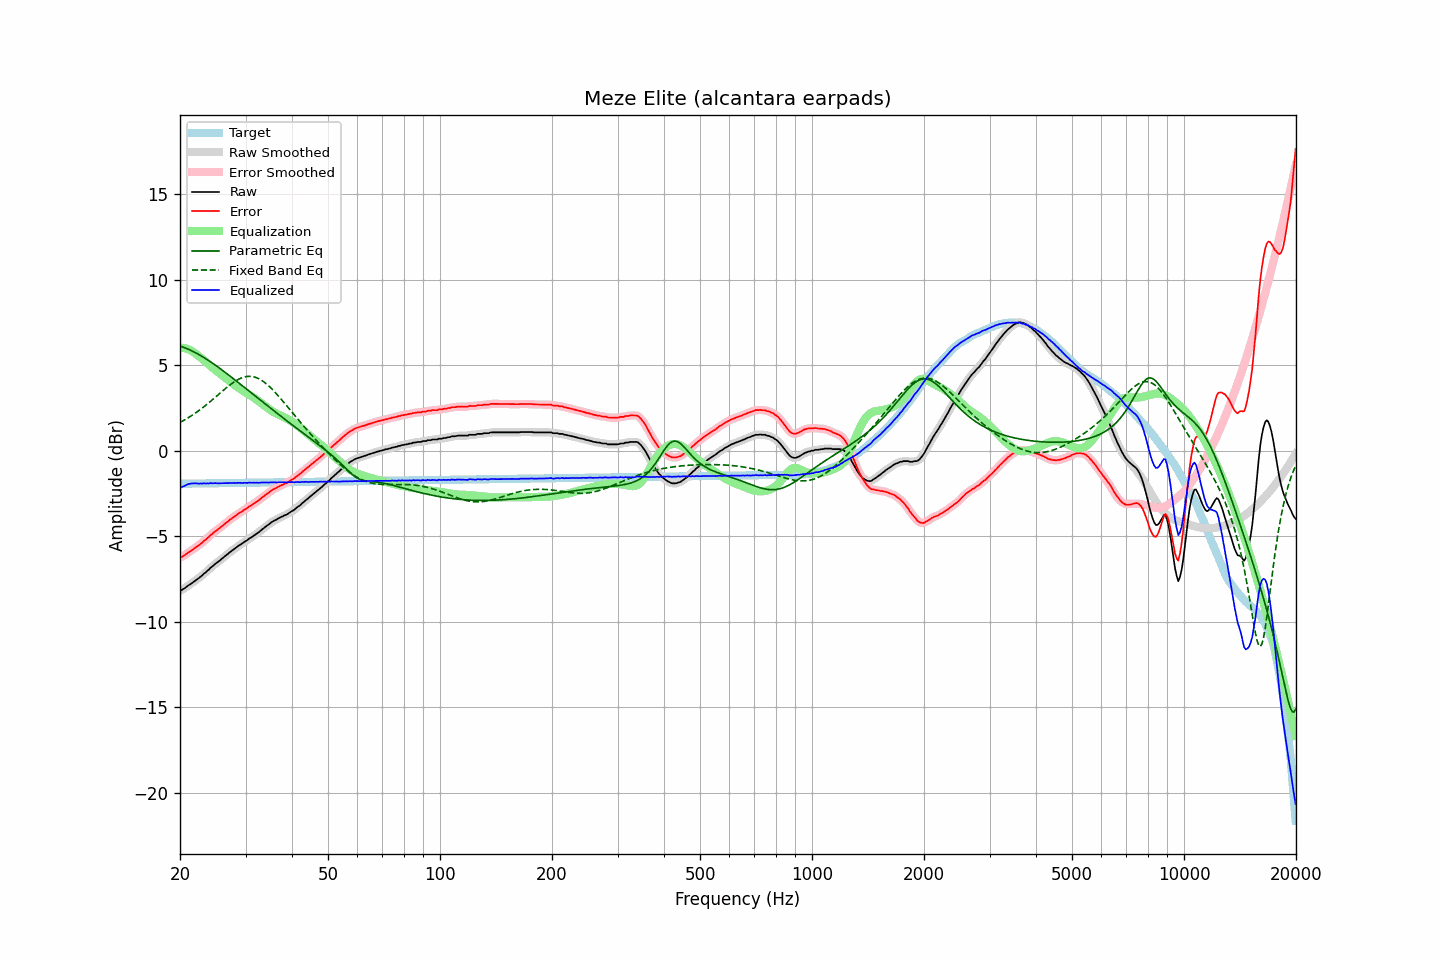 Meze Elite (alcantara earpads)
Target
Raw Smoothed
Error Smoothed
Raw
Error
Equalization
Parametric Eq
Fixed Band Eq
Equalized
15
10
5
0
−5
−10
−15
−20
Amplitude (dBr)
20 50 100 200 500 1000 2000 5000 10000 20000
Frequency (Hz)